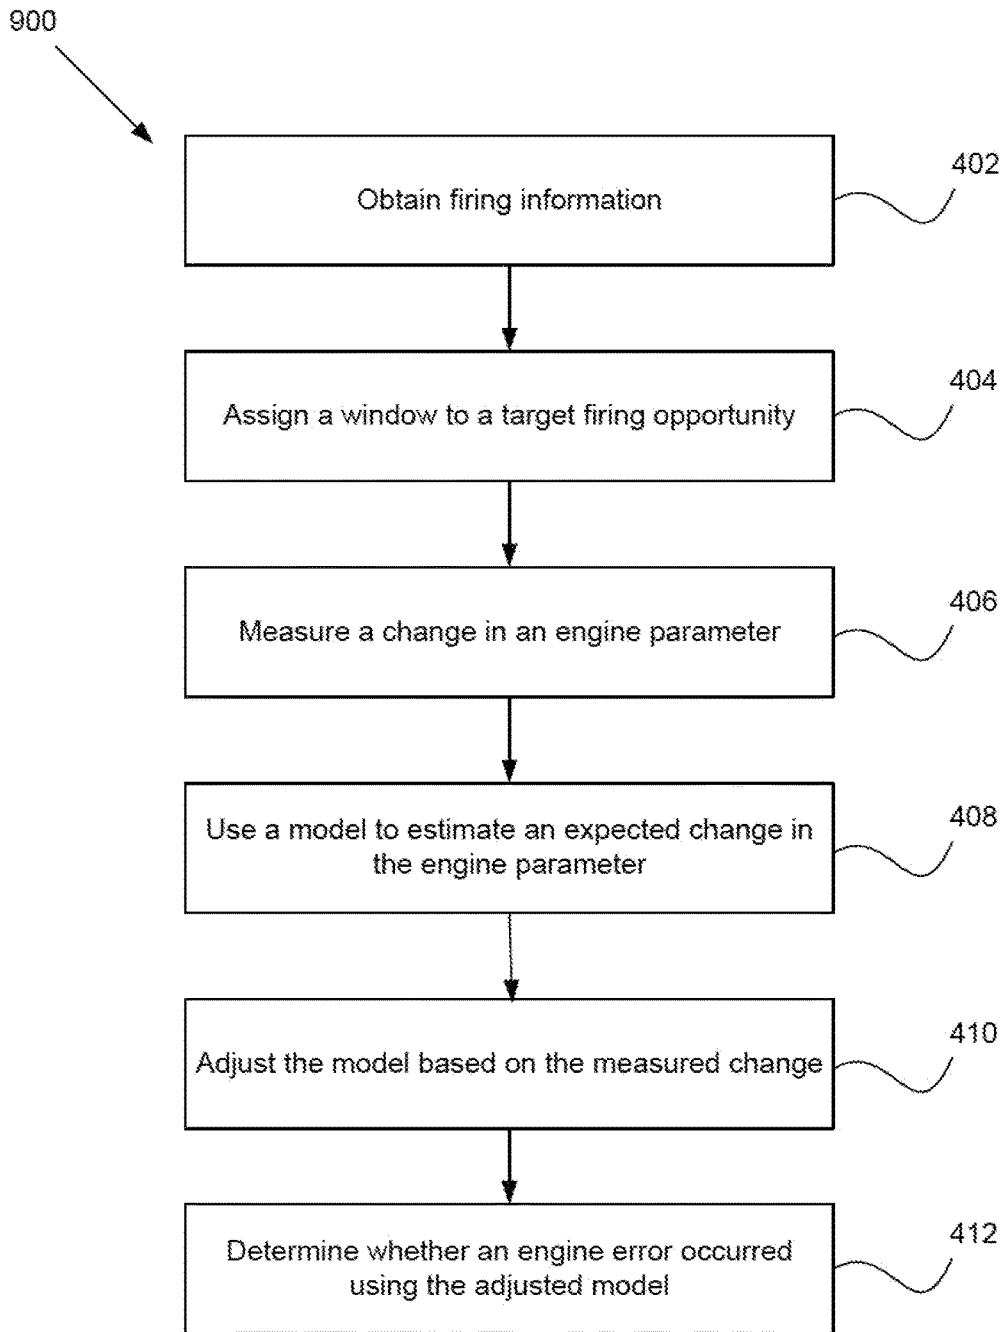 900
Obtain firing information
402
Assign a window to a target firing opportunity
404
Measure a change in an engine parameter
406
Use a model to estimate an expected change in
the engine parameter
408
Adjust the model based on the measured change
410
Determine whether an engine error occurred
using the adjusted model
412